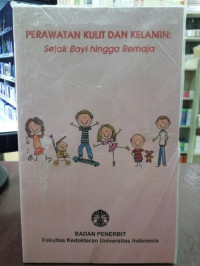 PERAWATAN KULIT DAN KELAMIN:
Sejak Bayi hingga Remaja
BADAN PENERBIT
Fakultas Kedokteran Universitas Indonesia